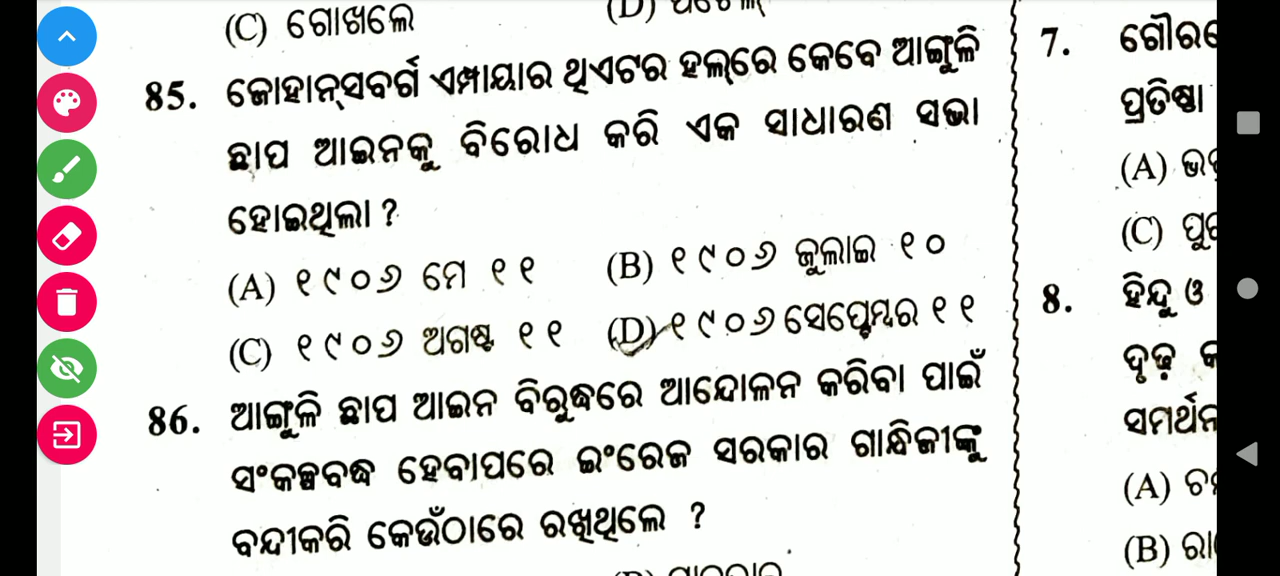 (C) ଗୋଖଲେ
85. ଜୋହାନ୍ସବର୍ଗ ଏମ୍ପାୟାର ଥିଏଟର ହଲ୍‌ରେ କେବେ ଆଙ୍ଗୁଳି
ଛାପ ଆଇନକୁ ବିରୋଧ କରି ଏକ ସାଧାରଣ ସଭା
ହୋଇଥିଲା ?
(A) ୧୯୦୬ ମେ ୧୧ (B) ୧୯୦୬ ଜୁଲାଇ ୧୦
(C) ୧୯୦୬ ଅଗଷ୍ଟ ୧୧ (D) ୧୯୦୬ ସେପ୍ଟେମ୍ବର ୧୧
86. ଆଙ୍ଗୁଳି ଛାପ ଆଇନ ବିରୁଦ୍ଧରେ ଆନ୍ଦୋଳନ କରିବା ପାଇଁ
ସଂକଳ୍ପବଦ୍ଧ ହେବାପରେ ଇଂରେଜ ସରକାର ଗାନ୍ଧିଜୀଙ୍କୁ
ବନ୍ଦୀକରି କେଉଁଠାରେ ରଖିଥିଲେ ?
7.
ପ୍ରତିଷ୍ଠା
(A)
(C)
8. ହିନ୍ଦୁ ଓ
ଦୃଢ଼
(A)
(B)